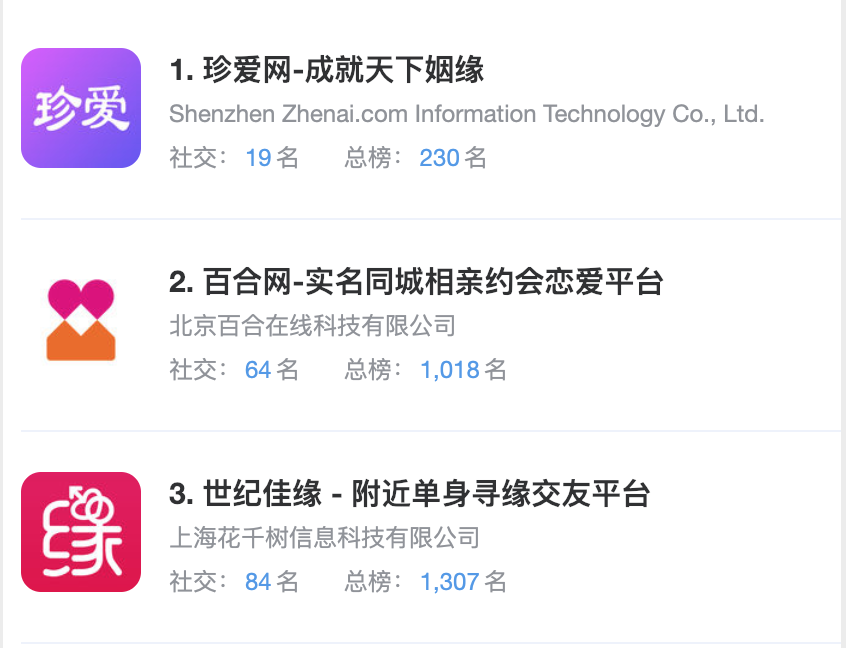 珍爱
1. 珍爱网-成就天下姻缘
Shenzhen Zhenai.com Information Technology Co., Ltd.
社交： 19 名 总榜： 230 名
2. 百合网-实名同城相亲约会恋爱平台
北京百合在线科技有限公司
社交： 64 名 总榜： 1,018 名
缘
3. 世纪佳缘 - 附近单身寻缘交友平台
上海花千树信息科技有限公司
社交： 84 名 总榜： 1,307 名